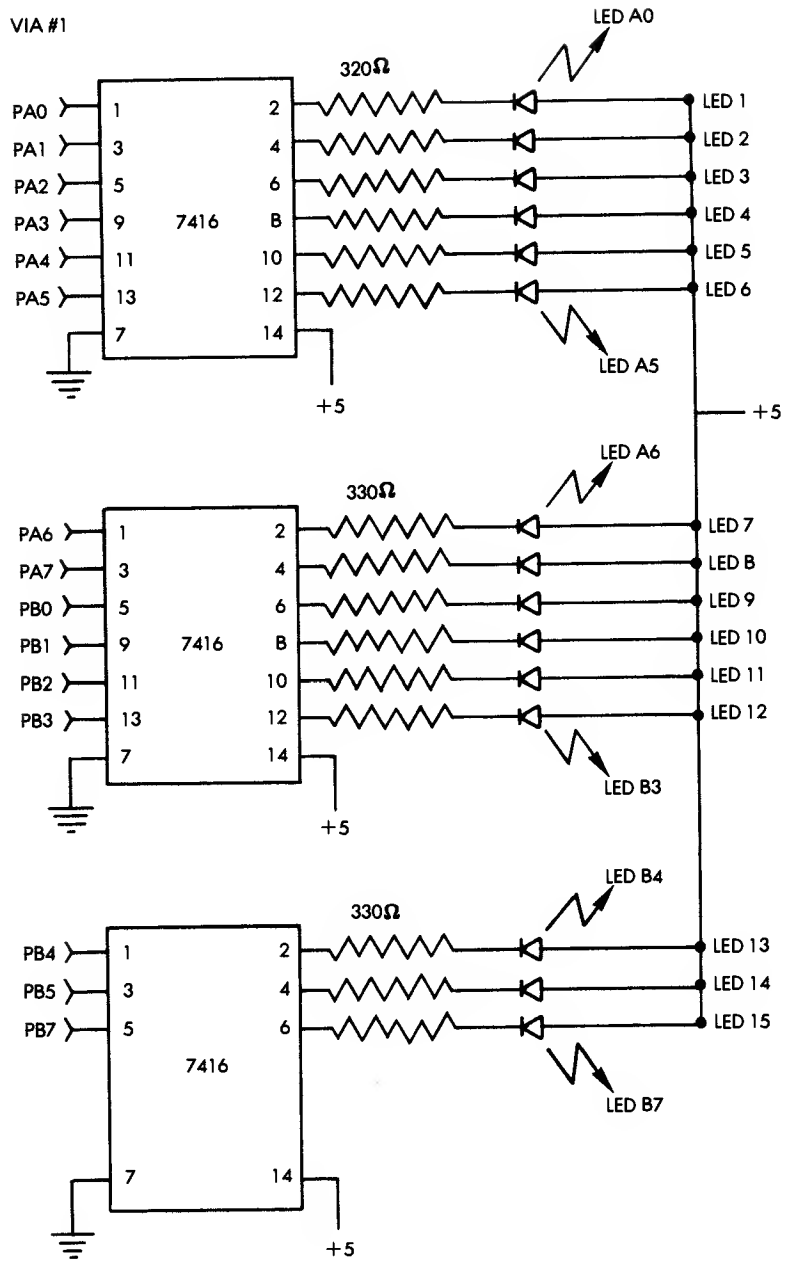 VIA #1
LED A0
320Ω
PA0 1 2 LED 1
PA1 3 4 LED 2
PA2 5 6 LED 3
PA3 9 7416 B LED 4
PA4 11 10 LED 5
PA5 13 12 LED 6
7 14
LED A5
+5
+5
LED A6
330Ω
PA6 1 2 LED 7
PA7 3 4 LED B
PB0 5 6 LED 9
PB1 9 7416 B LED 10
PB2 11 10 LED 11
PB3 13 12 LED 12
7 14
LED B3
+5
LED B4
330Ω
PB4 1 2 LED 13
PB5 3 4 LED 14
PB7 5 6 LED 15
7416
LED B7
7 14
+5